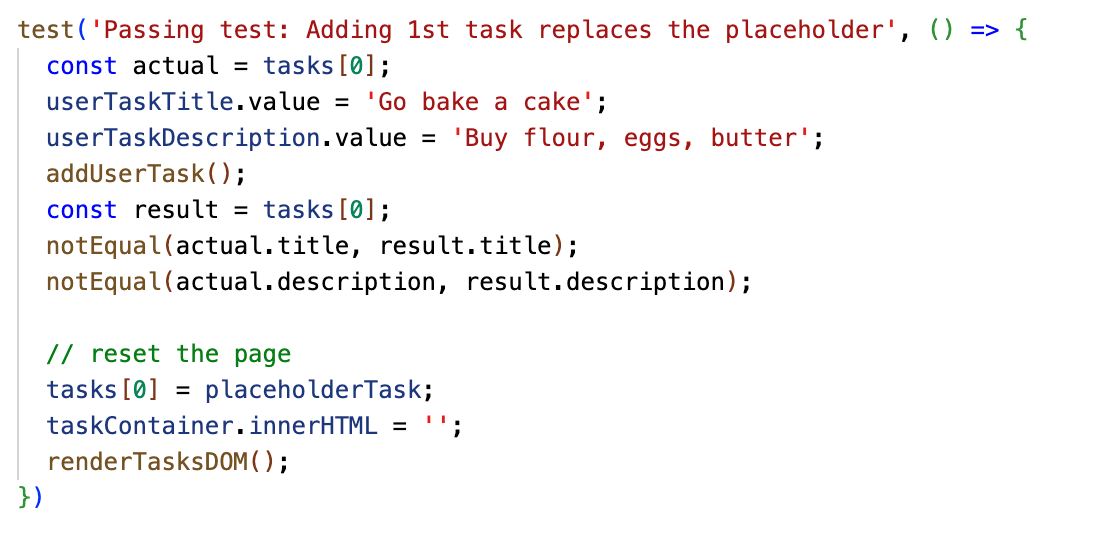 test('Passing test: Adding 1st task replaces the placeholder', () => {
  const actual = tasks[0];
  userTaskTitle.value = 'Go bake a cake';
  userTaskDescription.value = 'Buy flour, eggs, butter';
  addUserTask();
  const result = tasks[0];
  notEqual(actual.title, result.title);
  notEqual(actual.description, result.description);

  // reset the page
  tasks[0] = placeholderTask;
  taskContainer.innerHTML = '';
  renderTasksDOM();
})